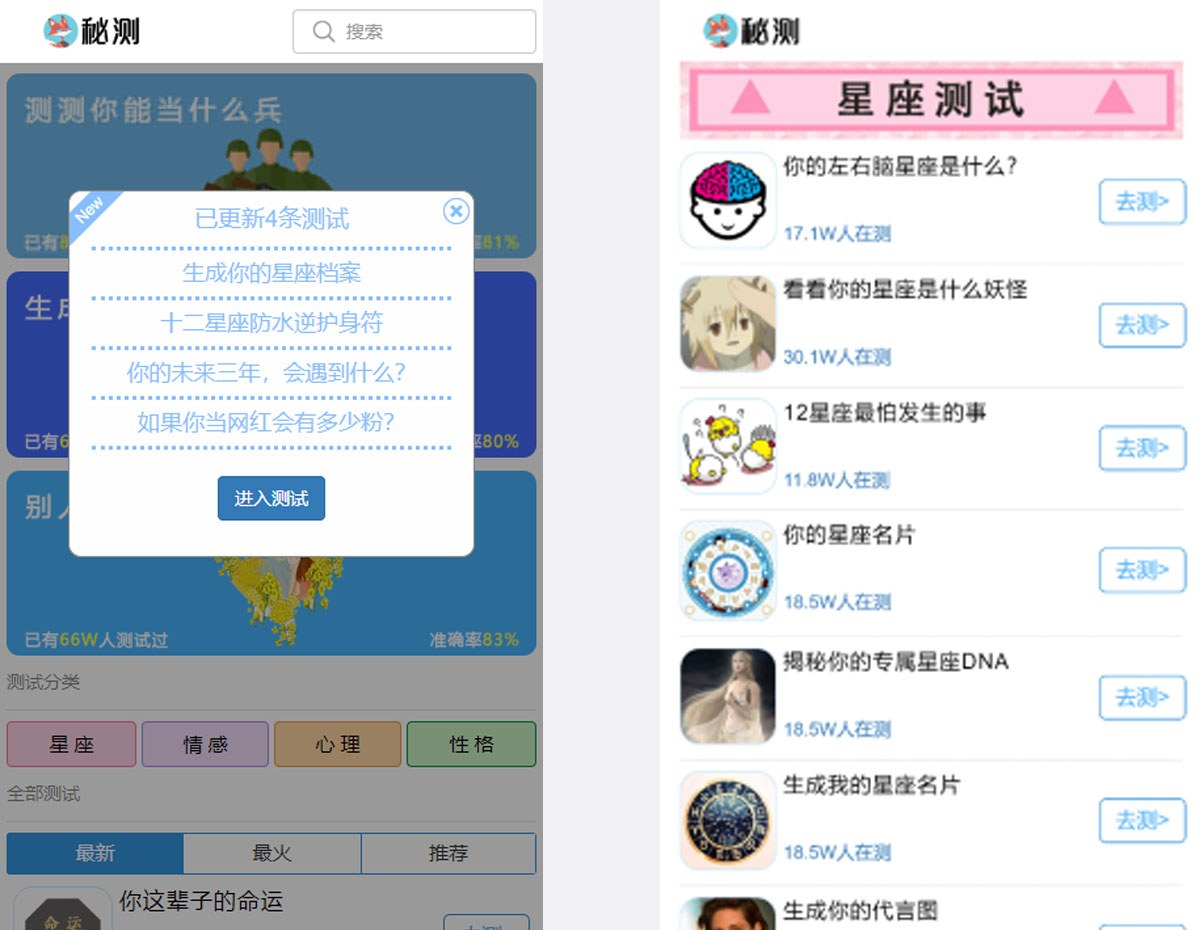 秘测
搜索
测测你能当什么兵
已有
81%
New
已更新4条测试
生成你的星座档案
十二星座防水逆护身符
你的未来三年，会遇到什么？
如果你当网红会有多少粉？
进入测试
生成
已有6
率80%
别人
已有66W人测试过
准确率83%
测试分类
星座
情感
心理
性格
全部测试
最新
最火
推荐
命运
你这辈子的命运
秘测
星座测试
你的左右脑星座是什么？
17.1W人在测
去测>
看看你的星座是什么妖怪
30.1W人在测
去测>
12星座最怕发生的事
11.8W人在测
去测>
你的星座名片
18.5W人在测
去测>
揭秘你的专属星座DNA
18.5W人在测
去测>
生成我的星座名片
18.5W人在测
去测>
生成你的代言图